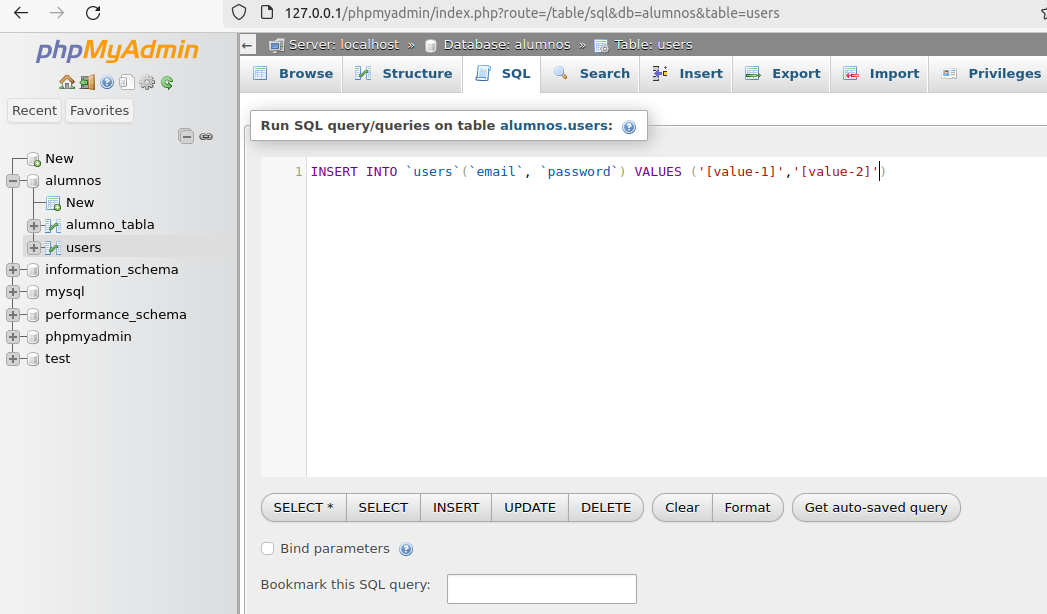 127.0.0.1/phpmyadmin/index.php?route=/table/sql&db=alumnos&table=users
phpMyAdmin
Recent Favorites
New
alumnos
New
alumno_tabla
users
information_schema
mysql
performance_schema
phpmyadmin
test
Server: localhost » Database: alumnos » Table: users
Browse Structure SQL Search Insert Export Import Privileges
Run SQL query/queries on table alumnos.users:
1 INSERT INTO `users`(`email`, `password`) VALUES ('[value-1]','[value-2]')
SELECT * SELECT INSERT UPDATE DELETE Clear Format Get auto-saved query
Bind parameters
Bookmark this SQL query: